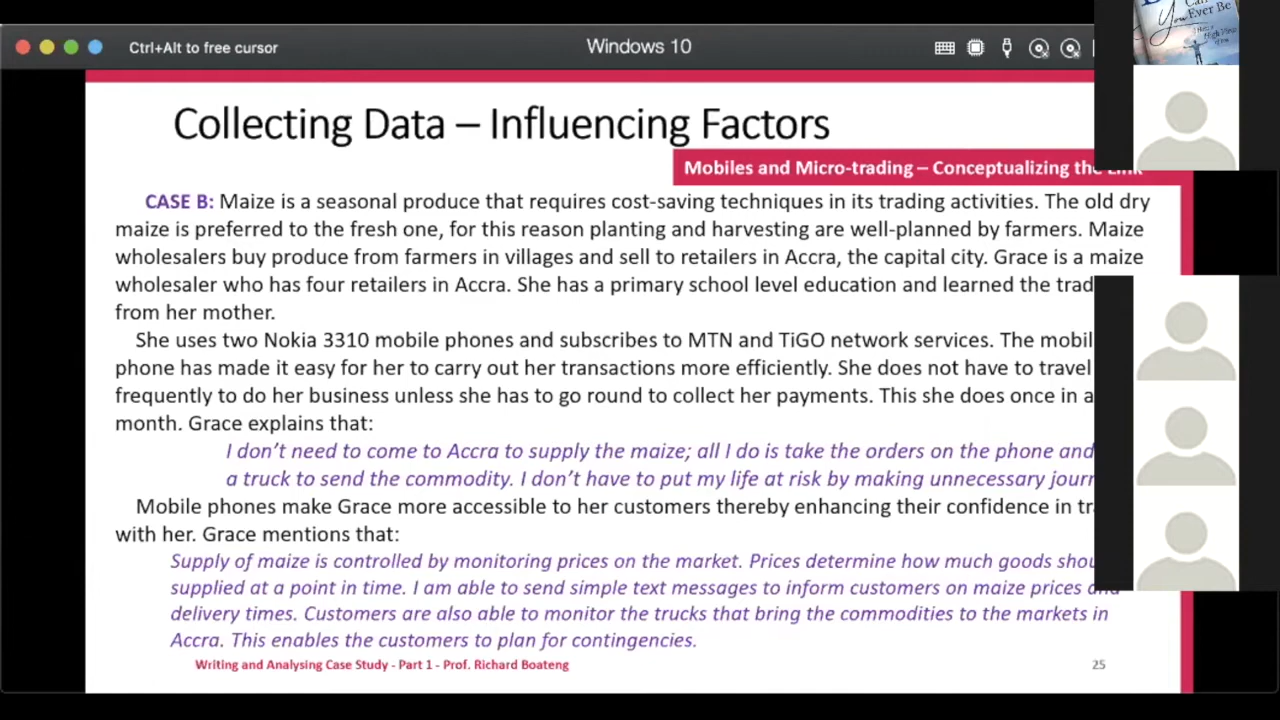 Can
You Ever Be
Ctrl+Alt to free cursor
Windows 10
Collecting Data – Influencing Factors
Mobiles and Micro-trading – Conceptualizing the Link
CASE B: Maize is a seasonal produce that requires cost-saving techniques in its trading activities. The old dry
maize is preferred to the fresh one, for this reason planting and harvesting are well-planned by farmers. Maize
wholesalers buy produce from farmers in villages and sell to retailers in Accra, the capital city. Grace is a maize
wholesaler who has four retailers in Accra. She has a primary school level education and learned the trad
from her mother.
She uses two Nokia 3310 mobile phones and subscribes to MTN and TiGO network services. The mobil
phone has made it easy for her to carry out her transactions more efficiently. She does not have to travel
frequently to do her business unless she has to go round to collect her payments. This she does once in a
month. Grace explains that:
I don’t need to come to Accra to supply the maize; all I do is take the orders on the phone and
a truck to send the commodity. I don’t have to put my life at risk by making unnecessary journ
Mobile phones make Grace more accessible to her customers thereby enhancing their confidence in tr
with her. Grace mentions that:
Supply of maize is controlled by monitoring prices on the market. Prices determine how much goods shou
supplied at a point in time. I am able to send simple text messages to inform customers on maize prices and
delivery times. Customers are also able to monitor the trucks that bring the commodities to the markets in
Accra. This enables the customers to plan for contingencies.
Writing and Analysing Case Study - Part 1 - Prof. Richard Boateng
25